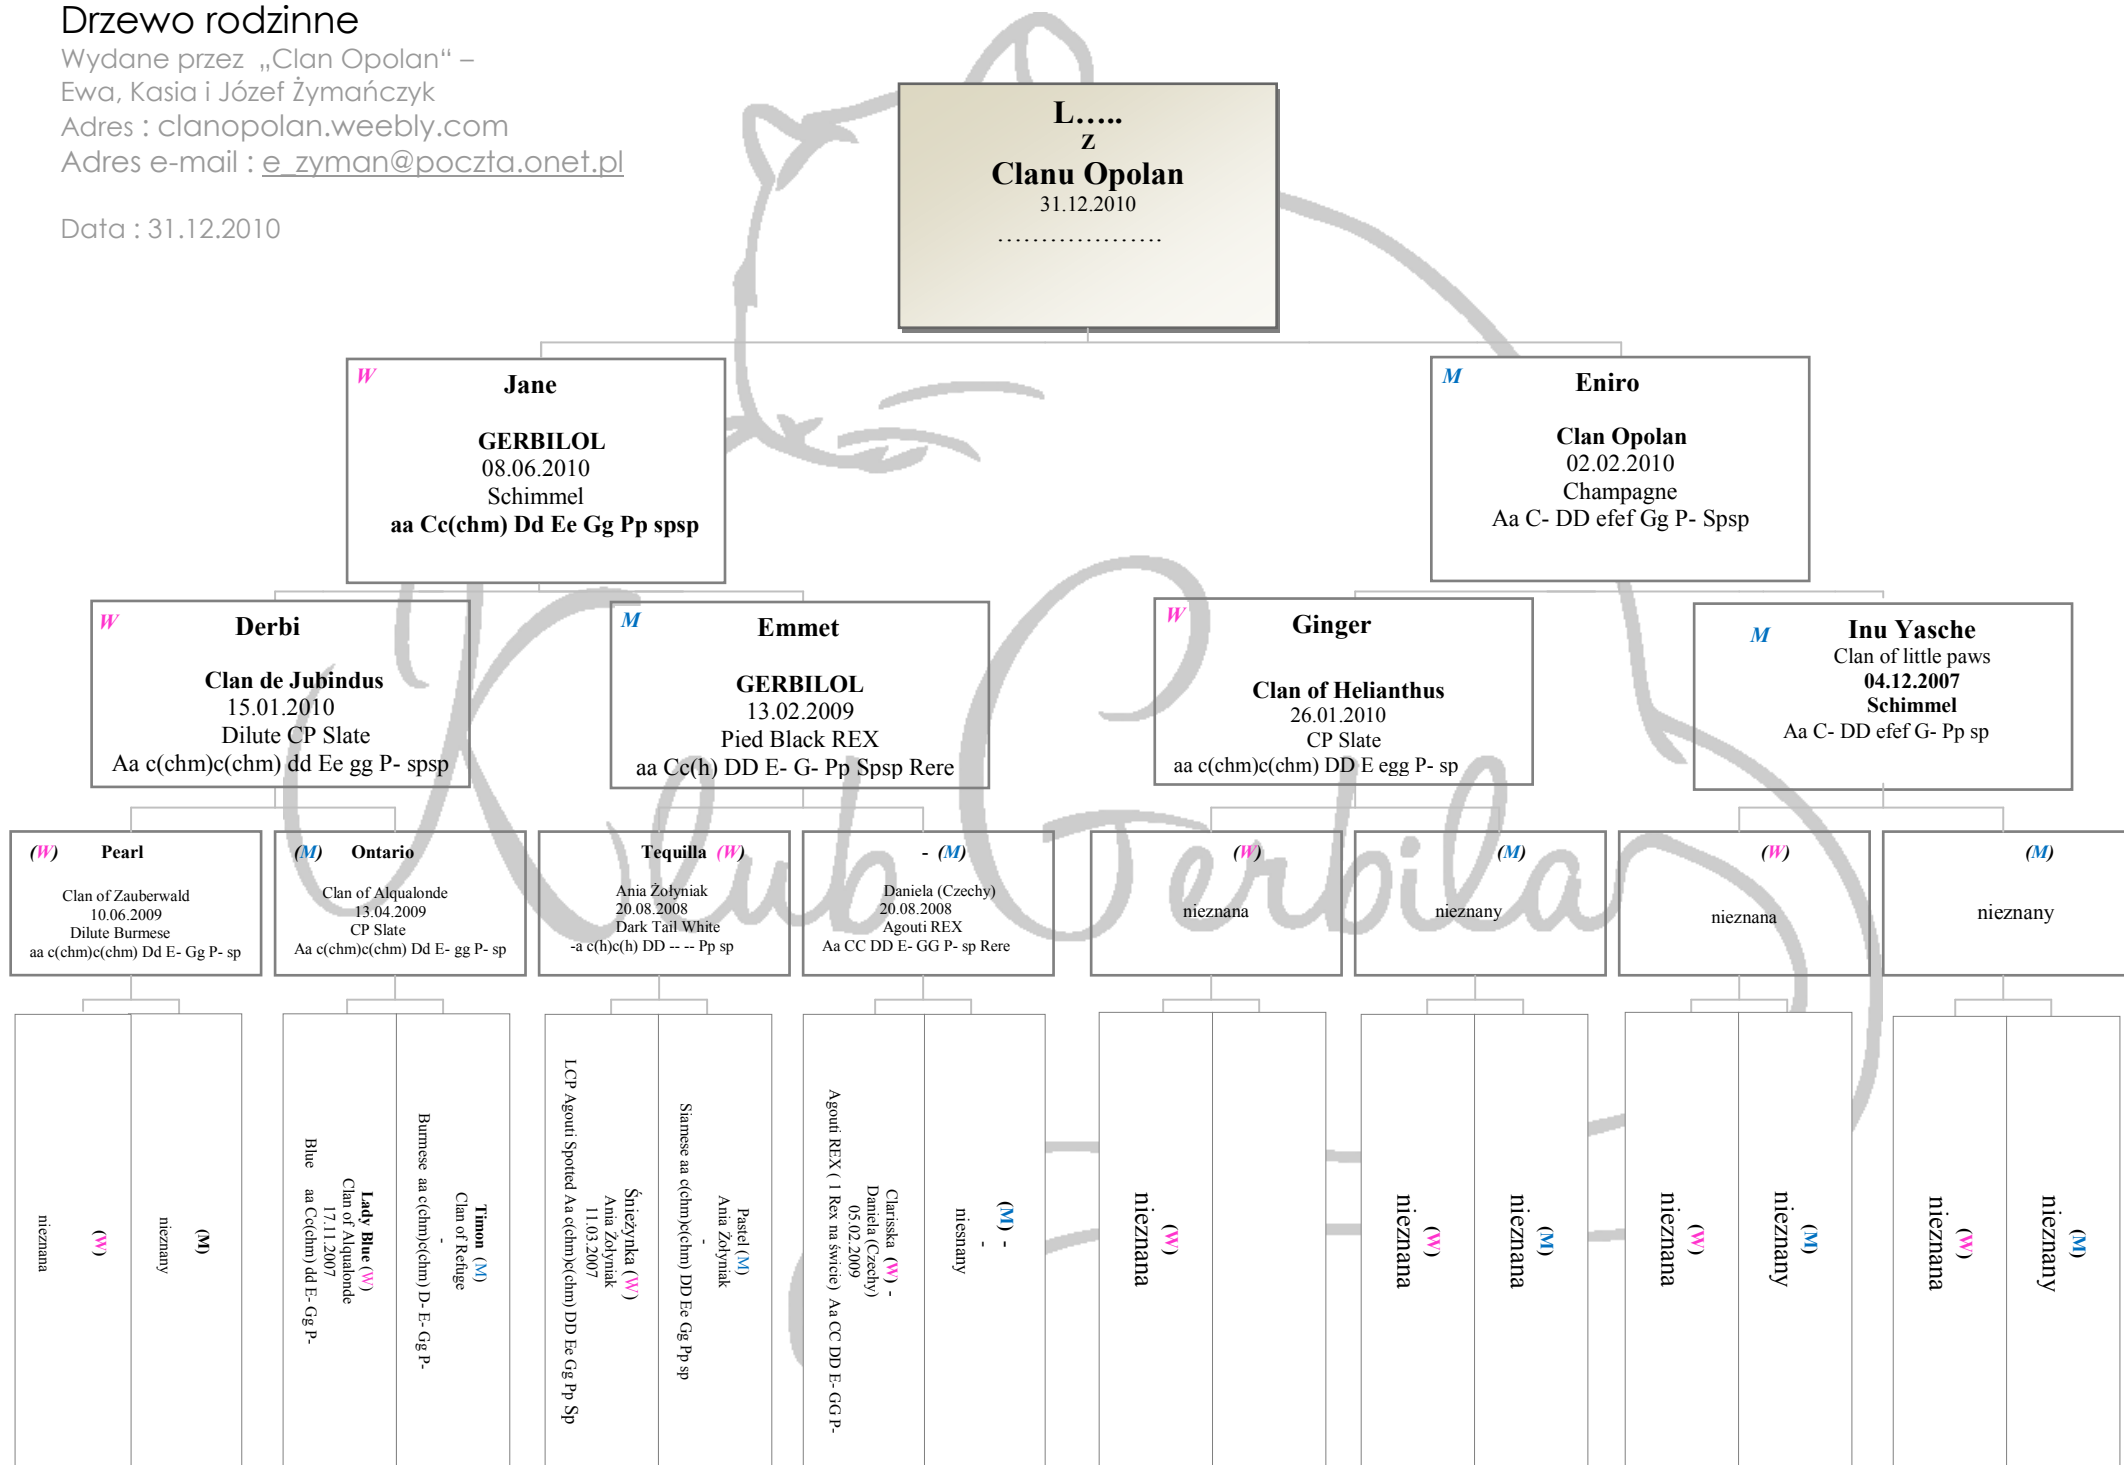 Drzewo rodzinne
Wydane przez „Clan Opolan“ –
Ewa, Kasia i Józef Żymańczyk
Adres : clanopolan.weebly.com
Adres e-mail : e_zyman@poczta.onet.pl
Data : 31.12.2010
L.....
Z
Clanu Opolan
31.12.2010
...................
W
Jane
GERBILOL
08.06.2010
Schimmel
aa Cc(chm) Dd Ee Gg Pp spsp
M
Eniro
Clan Opolan
02.02.2010
Champagne
Aa C- DD efef Gg P- Spsp
W
Derbi
Clan de Jubindus
15.01.2010
Dilute CP Slate
Aa c(chm)c(chm) dd Ee gg P- spsp
M
Emmet
GERBILOL
13.02.2009
Pied Black REX
aa Cc(h) DD E- G- Pp Spsp Rere
W
Ginger
Clan of Helianthus
26.01.2010
CP Slate
aa c(chm)c(chm) DD E egg P- sp
M
Inu Yasche
Clan of little paws
04.12.2007
Schimmel
Aa C- DD efef G- Pp sp
(W) Pearl
Clan of Zauberwald
10.06.2009
Dilute Burmese
aa c(chm)c(chm) Dd E- Gg P- sp
(M) Ontario
Clan of Alqualonde
13.04.2009
CP Slate
Aa c(chm)c(chm) Dd E- gg P- sp
Tequilla (W)
Ania Żołyniak
20.08.2008
Dark Tail White
-a c(h)c(h) DD -- -- Pp sp
- (M)
Daniela (Czechy)
20.08.2008
Agouti REX
Aa CC DD E- GG P- sp Rere
(W)
nieznana
(M)
nieznany
(W)
nieznana
(M)
nieznany
(W)
nieznana
(M)
nieznany
Lady Blue (W)
Clan of Alqualonde
17.11.2007
Blue aa Cc(chm) dd E- Gg P-
Timon (M)
Clan of Refuge
-
Burmese aa c(chm)c(chm) D- E- Gg P-
Śnieżynka (W)
Ania Żołyniak
11.03.2007
LCP Agouti Spotted Aa c(chm)c(chm) DD Ee Gg Pp Sp
Pastel (M)
Ania Żołyniak
-
Siamese aa c(chm)c(chm) DD Ee Gg Pp sp
Clarisska (W) -
Daniela (Czechy)
05.02.2009
Agouti REX ( 1 Rex na świcie) Aa CC DD E- GG P-
(M) -
-
niesnany
(W)
nieznana
(W)
nieznana
(M)
nieznana
(W)
nieznana
(M)
nieznany
(W)
nieznana
(M)
nieznany
Klub Gerbila